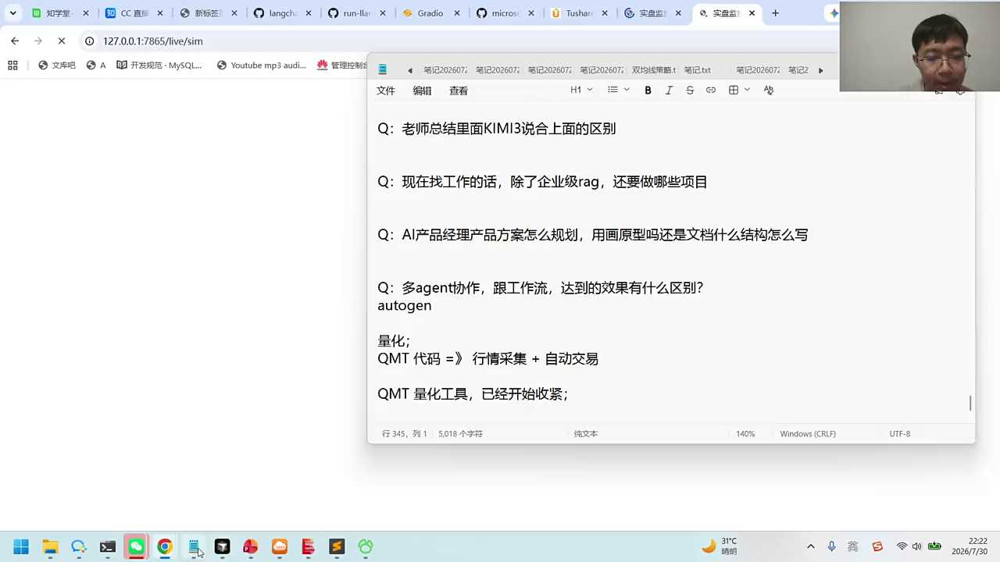 知学堂
CC 直播
新标签页
langcha
run-llam
Gradio
microso
Tushare
实盘监控
实盘监控
127.0.0.1:7865/live/sim
文库吧
A
开发规范 - MySQL...
Youtube mp3 audi...
管理控制台
笔记202607
笔记202607
笔记202607
笔记202607
双均线策略.t
笔记.txt
笔记202607
笔记2
文件 编辑 查看
H1
Q：老师总结里面KIMI3说合上面的区别
Q：现在找工作的话，除了企业级rag，还要做哪些项目
Q：AI产品经理产品方案怎么规划，用画原型吗还是文档什么结构怎么写
Q：多agent协作，跟工作流，达到的效果有什么区别？
autogen
量化；
QMT 代码 =》 行情采集 + 自动交易
QMT 量化工具，已经开始收紧；
行 345，列 1 5,018 个字符 纯文本 140% Windows (CRLF) UTF-8
31°C
晴朗
英
22:22
2026/7/30